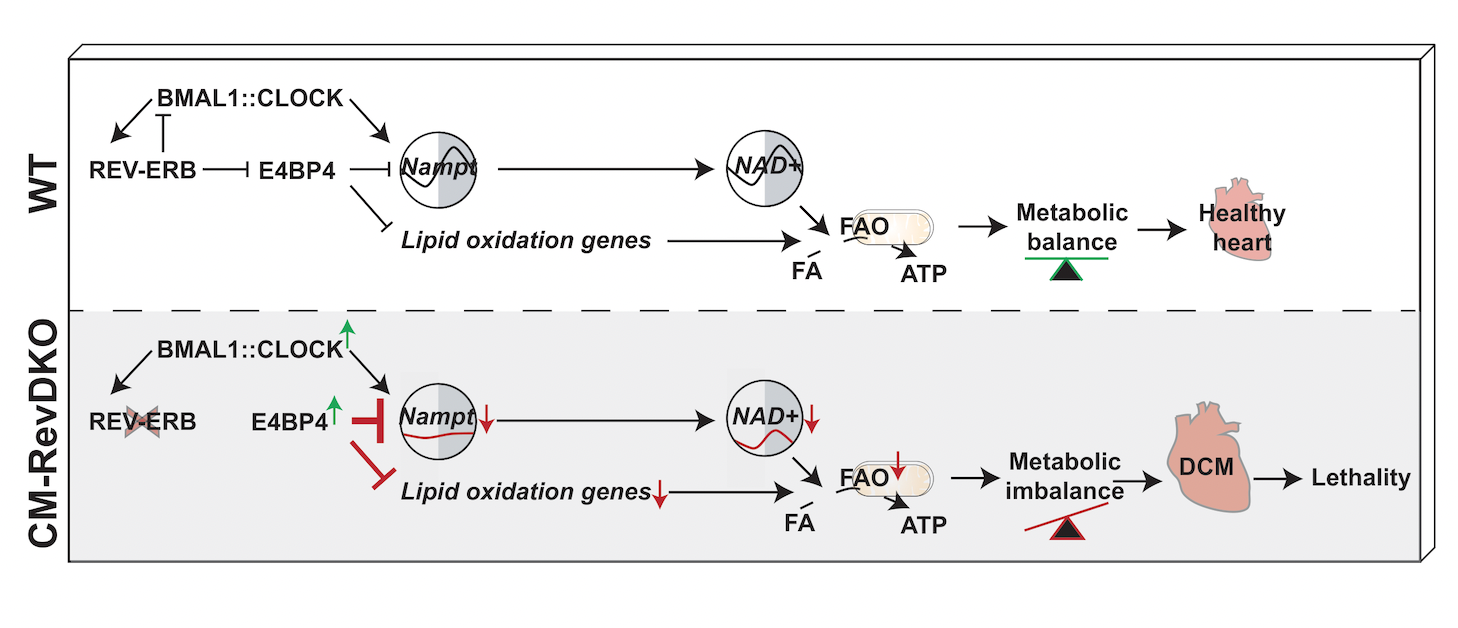 WT
BMAL1::CLOCK
REV-ERB
E4BP4
Nampt
NAD+
Lipid oxidation genes
FAO
FA
ATP
Metabolic
balance
Healthy
heart
CM-RevDKO
BMAL1::CLOCK
REV-ERB
E4BP4
Nampt
NAD+
Lipid oxidation genes
FAO
FA
ATP
Metabolic
imbalance
DCM
Lethality